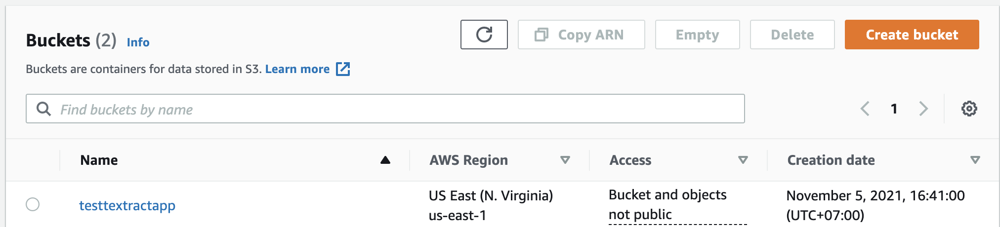 Buckets (2) Info
Copy ARN Empty Delete Create bucket
Buckets are containers for data stored in S3. Learn more
Find buckets by name
1
Name AWS Region Access Creation date
testtextractapp
US East (N. Virginia)
us-east-1
Bucket and objects
not public
November 5, 2021, 16:41:00
(UTC+07:00)